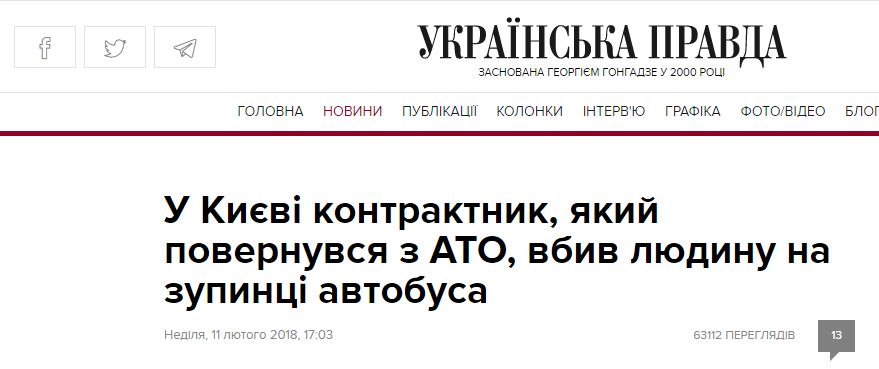 УКРАЇНСЬКА ПРАВДА
ЗАСНОВАНА ГЕОРГІЄМ ҐОНҐАДЗЕ У 2000 РОЦІ
ГОЛОВНА НОВИНИ ПУБЛІКАЦІЇ КОЛОНКИ ІНТЕРВ'Ю ГРАФІКА ФОТО/ВІДЕО БЛОГ
У Києві контрактник, який
повернувся з АТО, вбив людину на
зупинці автобуса
Неділя, 11 лютого 2018, 17:03 63112 ПЕРЕГЛЯДІВ 13